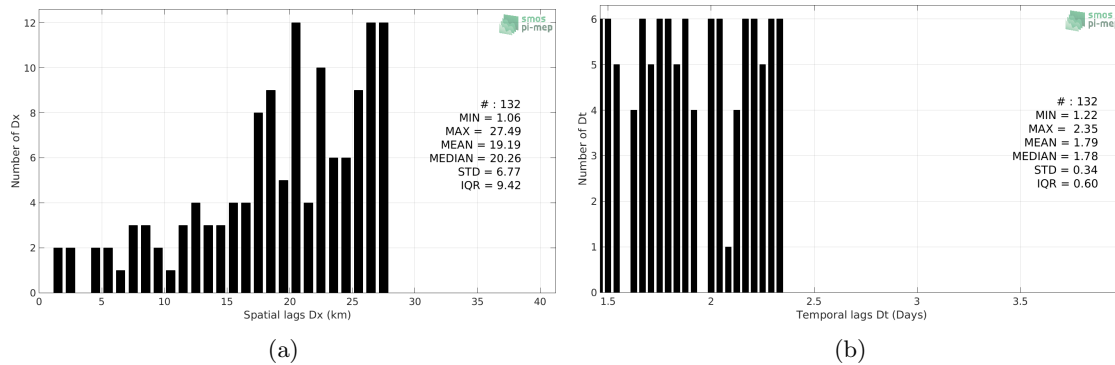 12
10
8
6
4
2
0
Number of Dx
0 5 10 15 20 25 30 35 40
Spatial lags Dx (km)
smos
pi-mep
# : 132
MIN = 1.06
MAX = 27.49
MEAN = 19.19
MEDIAN = 20.26
STD = 6.77
IQR = 9.42
(a)
6
5
4
3
2
1
0
Number of Dt
1.5 2 2.5 3 3.5
Temporal lags Dt (Days)
smos
pi-mep
# : 132
MIN = 1.22
MAX = 2.35
MEAN = 1.79
MEDIAN = 1.78
STD = 0.34
IQR = 0.60
(b)